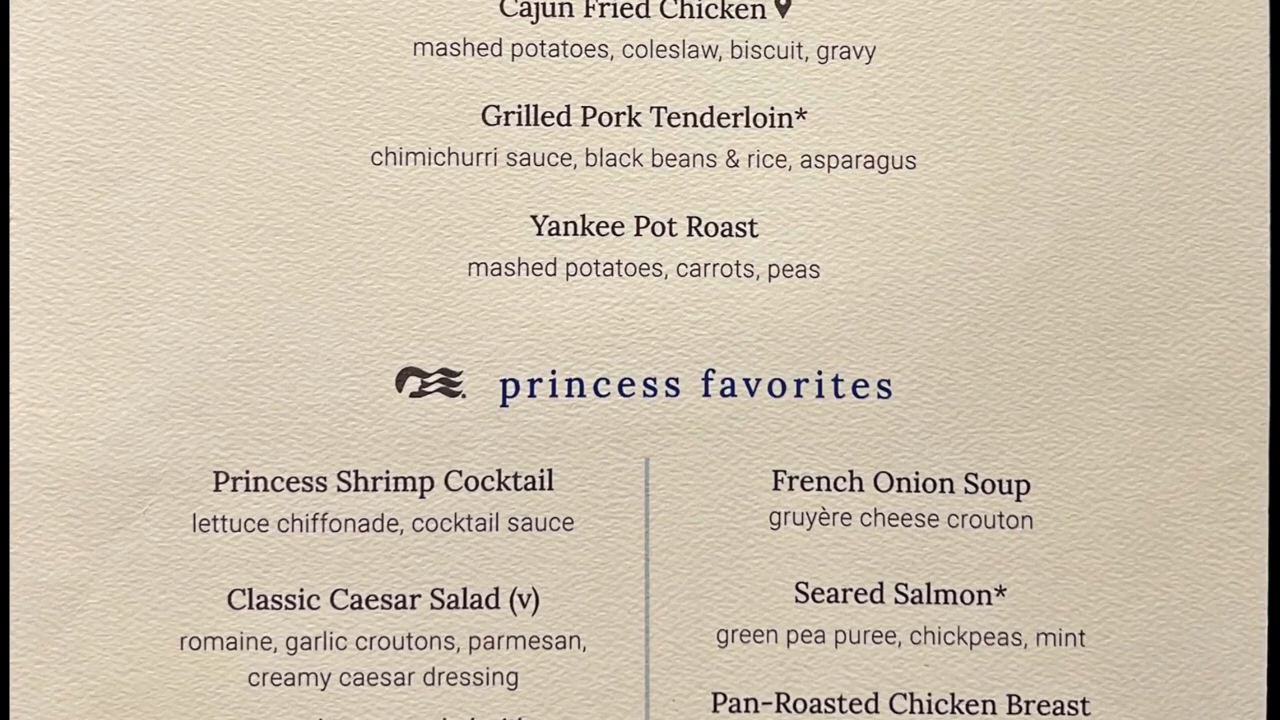 Cajun Fried Chicken
mashed potatoes, coleslaw, biscuit, gravy
Grilled Pork Tenderloin*
chimichurri sauce, black beans & rice, asparagus
Yankee Pot Roast
mashed potatoes, carrots, peas
princess favorites
Princess Shrimp Cocktail
lettuce chiffonade, cocktail sauce
Classic Caesar Salad (v)
romaine, garlic croutons, parmesan,
creamy caesar dressing
French Onion Soup
gruyère cheese crouton
Seared Salmon*
green pea puree, chickpeas, mint
Pan-Roasted Chicken Breast